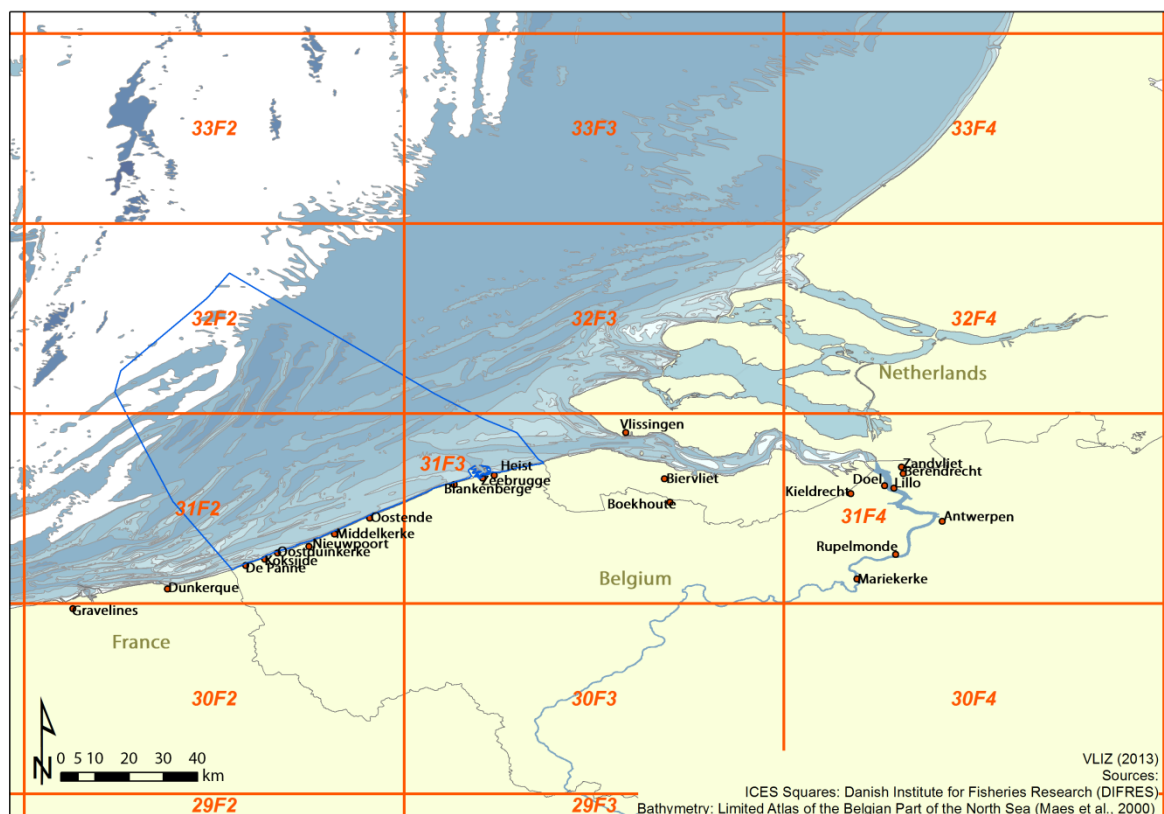 33F2
33F3
33F4
32F2
32F3
32F4
Netherlands
Vlissingen
31F3
Heist
Zeebrugge
Blankenberge
Biervliet
Boekhoute
Zandvliet
Berendrecht
Doel
Lillo
Kieldrecht
31F2
31F4
Oostende
Antwerpen
Middelkerke
Nieuwpoort
Oostduinkerke
Koksijde
De Panne
Rupelmonde
Belgium
Mariekerke
Dunkerque
Gravelines
France
30F2
30F3
30F4
N
0 5 10 20 30 40
km
29F2
29F3
VLIZ (2013)
Sources:
ICES Squares: Danish Institute for Fisheries Research (DIFRES)
Bathymetry: Limited Atlas of the Belgian Part of the North Sea (Maes et al., 2000)